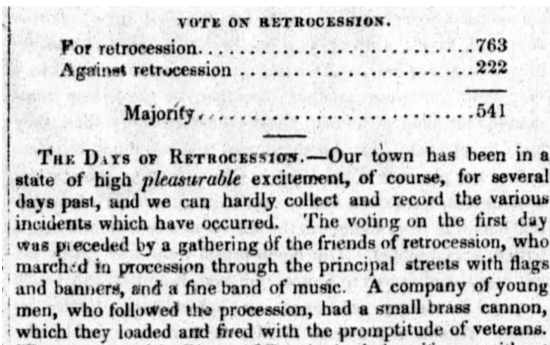 VOTE ON RETROCESSION.
For retrocession. . . . . . . . . . . . . . . . . . . . . . 763
Against retrocession . . . . . . . . . . . . . . . . . . . 222
Majority. . . . . . . . . . . . . . . . . . . . . . . 541
THE DAYS OF RETROCESSION.—Our town has been in a
state of high pleasurable excitement, of course, for several
days past, and we can hardly collect and record the various
incidents which have occurred. The voting on the first day
was preceded by a gathering of the friends of retrocession, who
marched in procession through the principal streets with flags
and banners, and a fine band of music. A company of young
men, who followed the procession, had a small brass cannon,
which they loaded and fired with the promptitude of veterans.